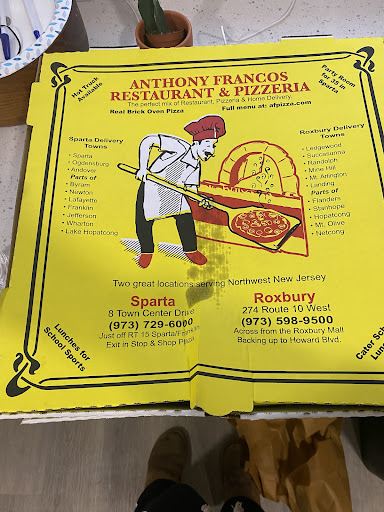 Hot Truck
Available
Party Room
for 35 in
Sparta
ANTHONY FRANCOS
RESTAURANT & PIZZERIA
The perfect mix of Restaurant, Pizzeria & Home Delivery.
Real Brick Oven Pizza
Full menu at: afpizza.com
Sparta Delivery
Towns
• Sparta
• Ogdensburg
• Andover
Parts of
• Byram
• Newton
• Lafayette
• Franklin
• Jefferson
• Wharton
• Lake Hopatcong
Roxbury Delivery
Towns
• Ledgewood
• Succasunna
• Randolph
• Mine Hill
• Mt. Arlington
• Landing
Parts of
• Flanders
• Stanhope
• Hopatcong
• Mt. Olive
• Netcong
Two great locations serving Northwest New Jersey
Sparta
8 Town Center Drive
(973) 729-6000
Just off RT 15 Sparta/
Exit in Stop & Shop Plaza
Roxbury
274 Route 10 West
(973) 598-9500
Across from the Roxbury Mall
Backing up to Howard Blvd.
Lunches for
School Sports
Cater